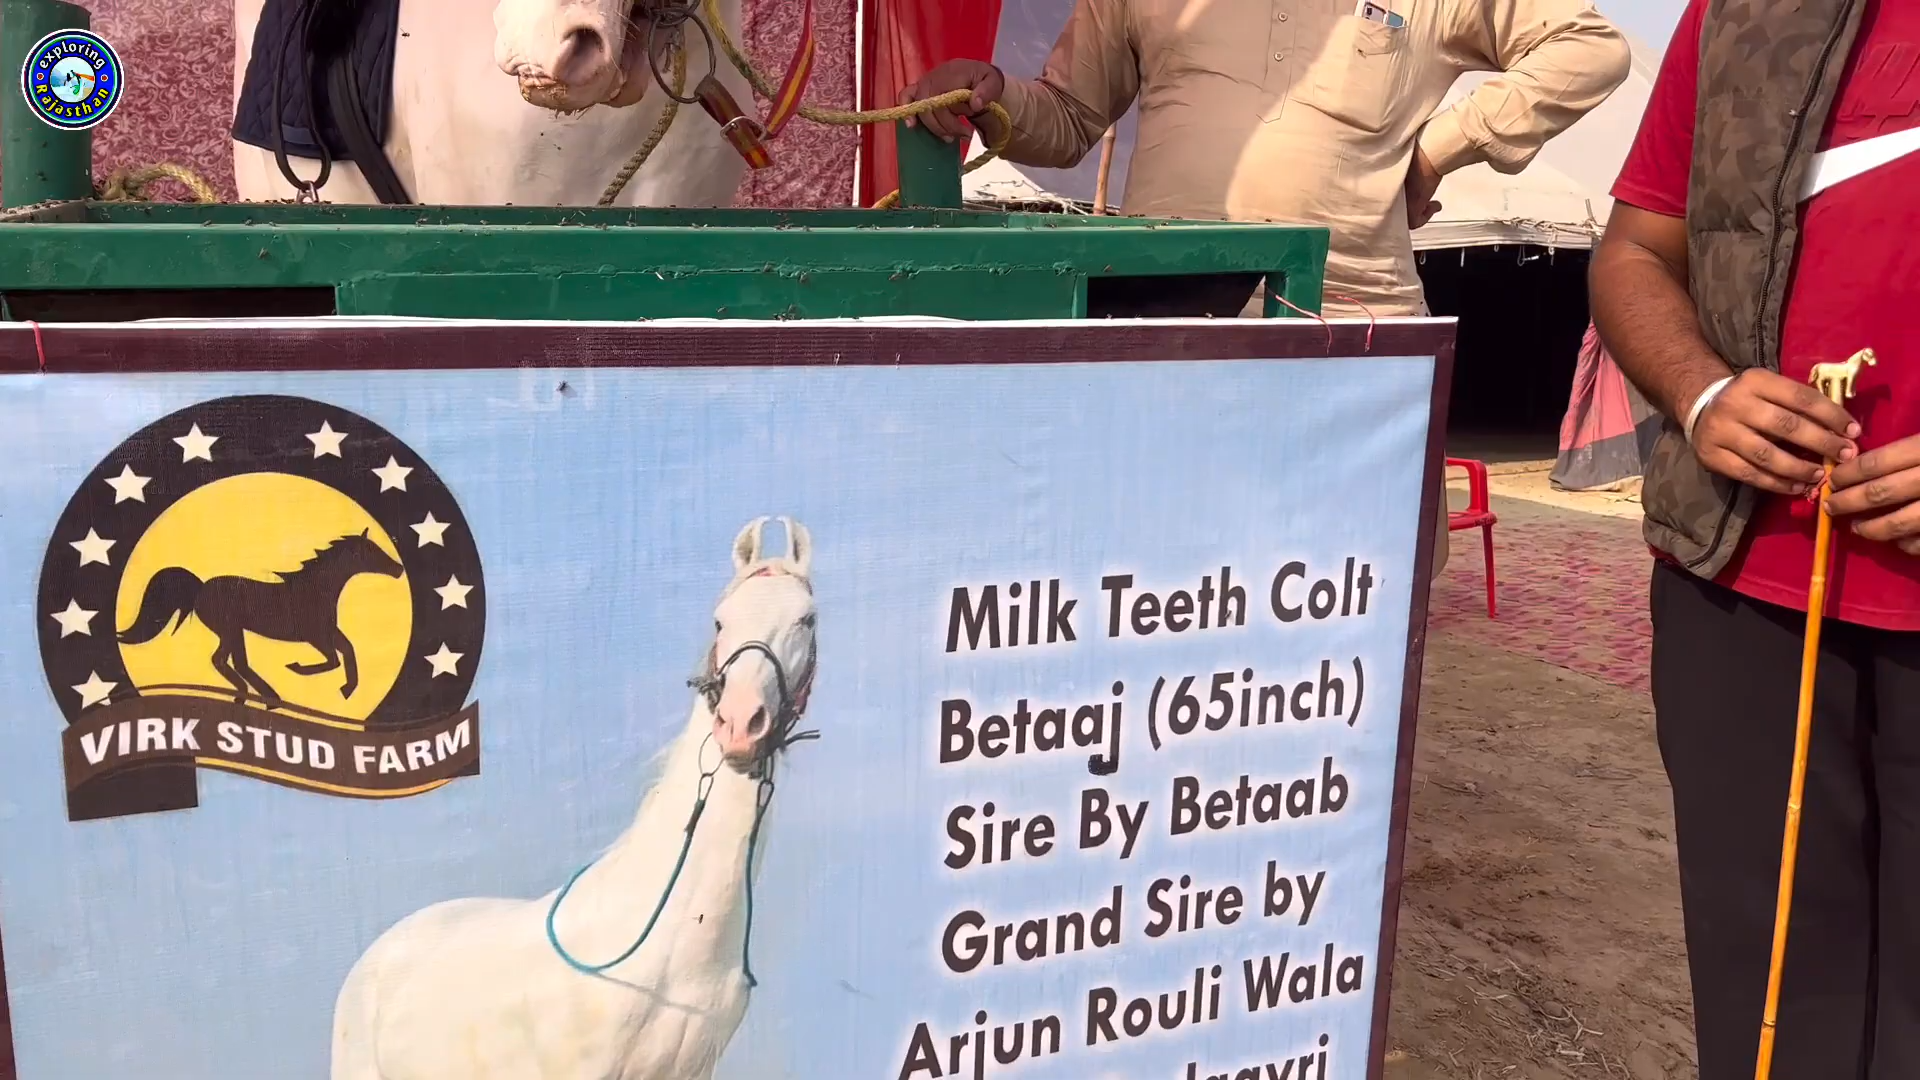 exploring
Rajasthan
VIRK STUD FARM
Milk Teeth Colt
Betaaj (65inch)
Sire By Betaab
Grand Sire by
Arjun Rouli Wala